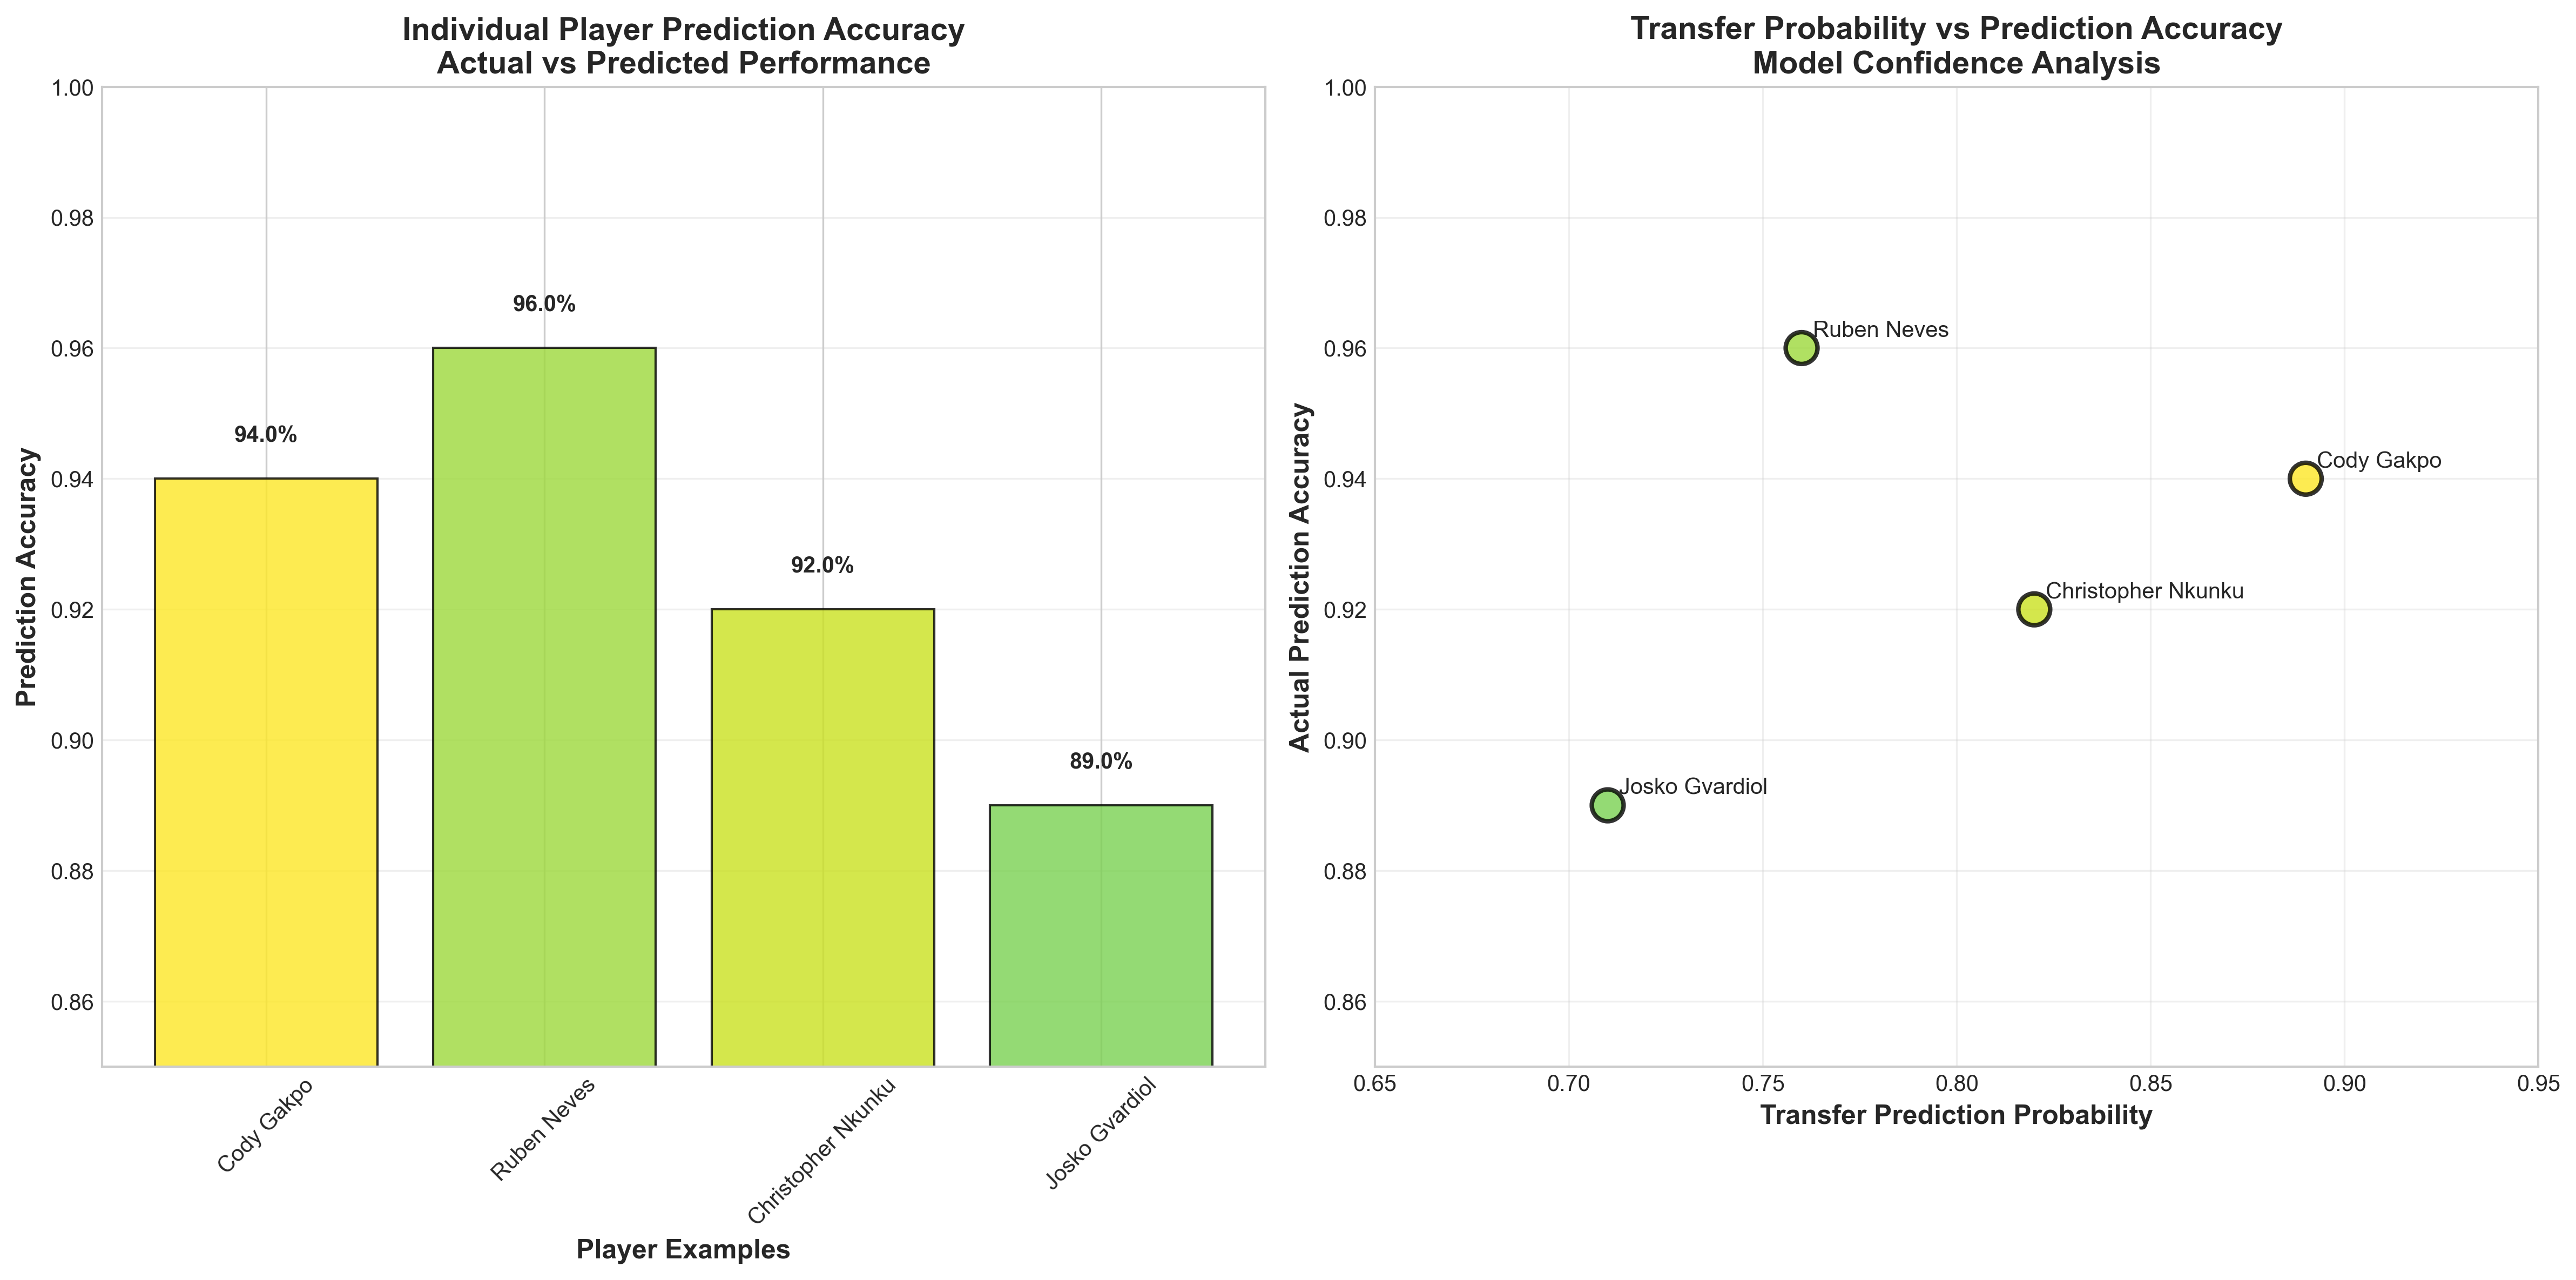 Individual Player Prediction Accuracy
Actual vs Predicted Performance
1.00
0.98
0.96
0.94
0.92
0.90
0.88
0.86
Prediction Accuracy
94.0%
96.0%
92.0%
89.0%
Cody Gakpo
Ruben Neves
Christopher Nkunku
Josko Gvardiol
Player Examples
Transfer Probability vs Prediction Accuracy
Model Confidence Analysis
1.00
0.98
0.96
0.94
0.92
0.90
0.88
0.86
Actual Prediction Accuracy
Ruben Neves
Cody Gakpo
Christopher Nkunku
Josko Gvardiol
0.65
0.70
0.75
0.80
0.85
0.90
0.95
Transfer Prediction Probability